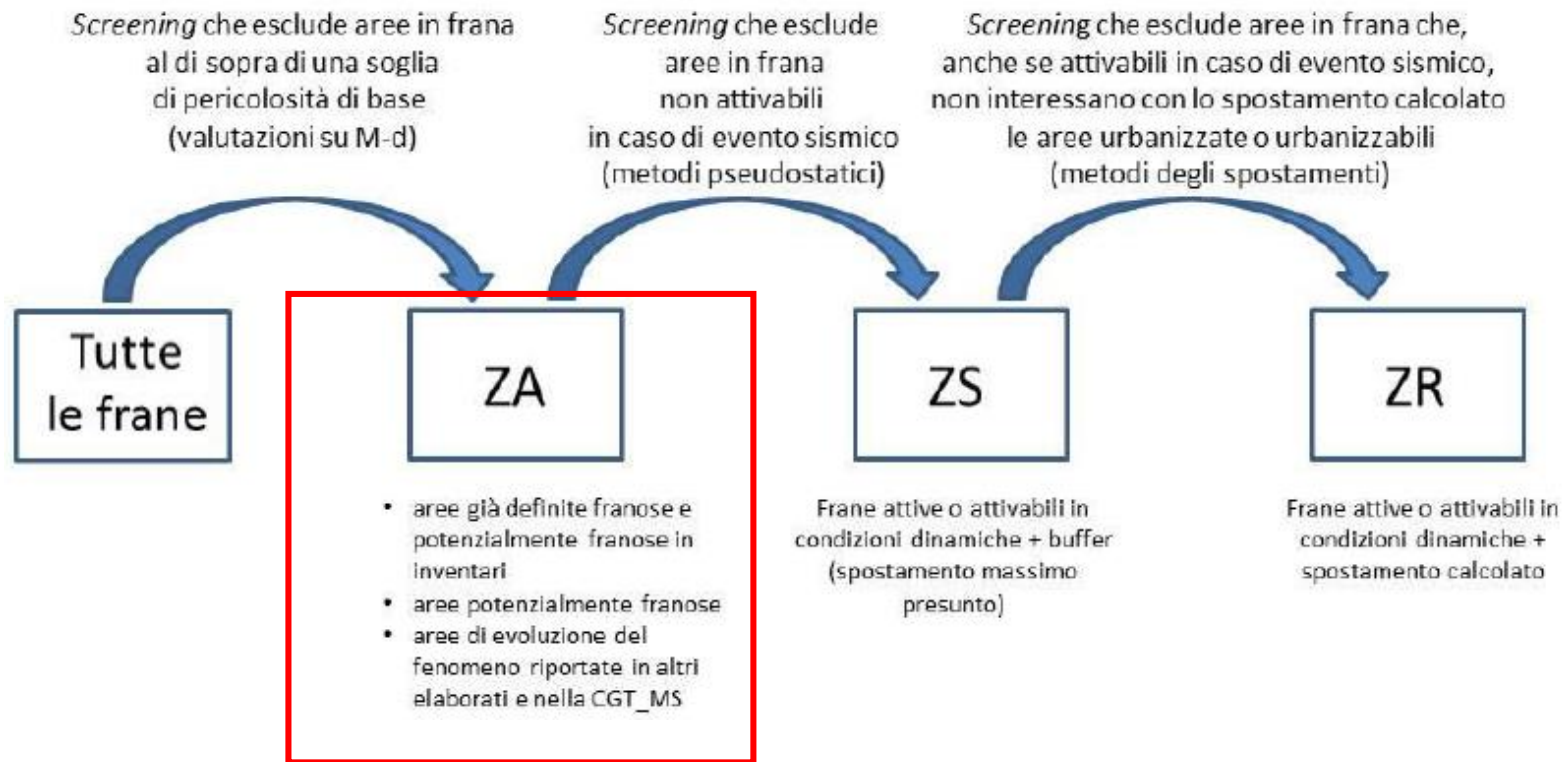 Screening che esclude aree in frana
al di sopra di una soglia
di pericolosità di base
(valutazioni su M-d)
Screening che esclude
aree in frana
non attivabili
in caso di evento sismico
(metodi pseudostatici)
Screening che esclude aree in frana che,
anche se attivabili in caso di evento sismico,
non interessano con lo spostamento calcolato
le aree urbanizzate o urbanizzabili
(metodi degli spostamenti)
Tutte
le frane
ZA
ZS
ZR
• aree già definite franose e
potenzialmente franose in
inventari
• aree potenzialmente franose
• aree di evoluzione del
fenomeno riportate in altri
elaborati e nella CGT_MS
Frane attive o attivabili in
condizioni dinamiche + buffer
(spostamento massimo
presunto)
Frane attive o attivabili in
condizioni dinamiche +
spostamento calcolato